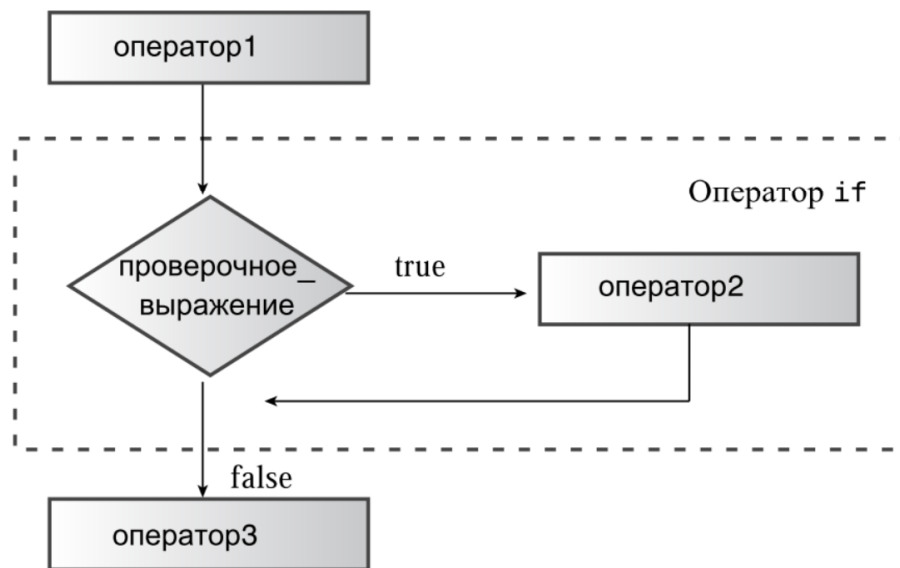 оператор1
Оператор if
проверочное_
выражение
true
оператор2
false
оператор3